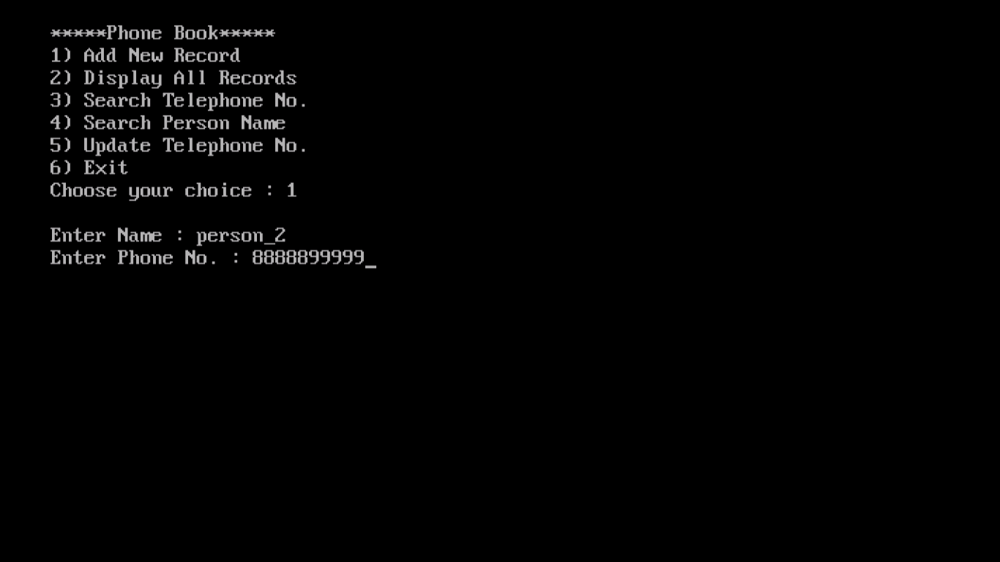 *****Phone Book*****
1) Add New Record
2) Display All Records
3) Search Telephone No.
4) Search Person Name
5) Update Telephone No.
6) Exit
Choose your choice : 1
Enter Name : person_2
Enter Phone No. : 8888899999_